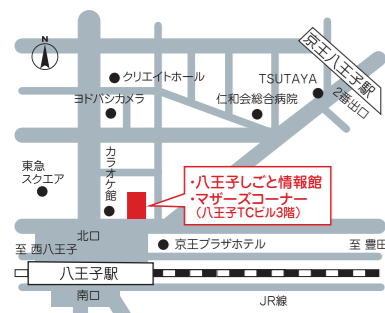 N
京王八王子駅
2番出口
クリエイトホール
TSUTAYA
ヨドバシカメラ
仁和会総合病院
東急
スクエア
カラオケ館
・八王子しごと情報館
・マザーズコーナー
(八王子TCビル3階)
北口
至 西八王子
京王プラザホテル
至 豊田
八王子駅
南口
JR線